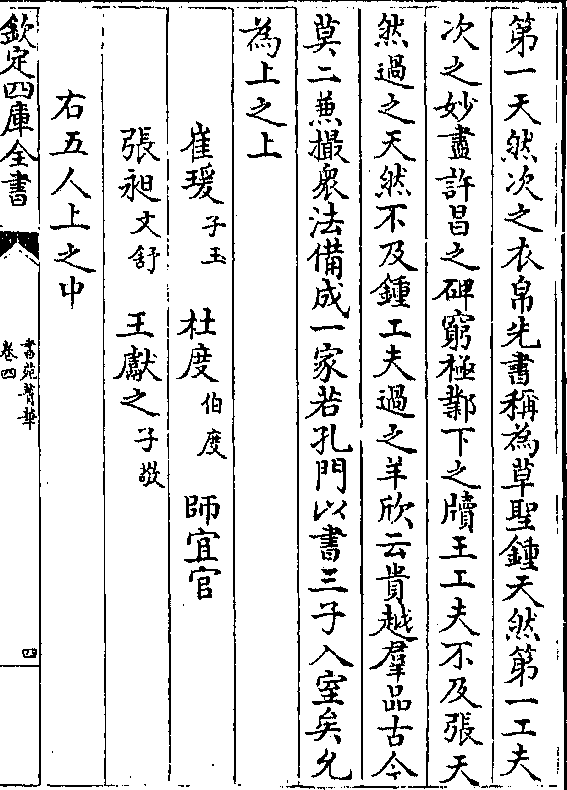 第一天然次之衣帛先書稱為草聖鍾天然第一工夫
次之妙盡許昌之碑窮極鄴下之牘王工夫不及張天
然過之天然不及鍾工夫過之羊欣云貴越羣品古今
莫二兼撮衆法備成一家若孔門以書三子入室矣允
為上之上
崔瑗子玉 杜度伯度 師宜官
張昶文舒 王獻之子敬
右五人上之中
欽定四庫全書
書苑菁華
卷四
四